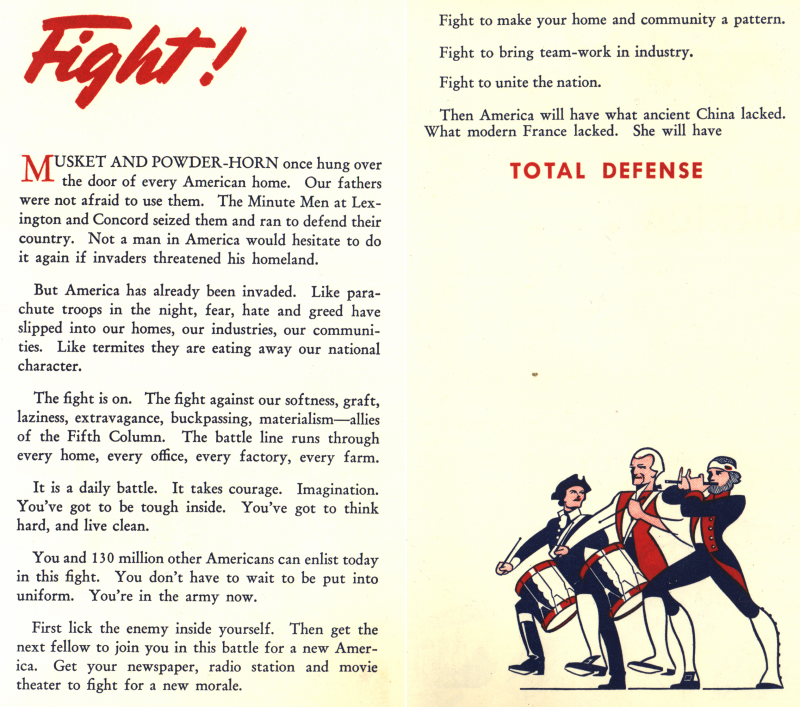 Fight!
MUSKET AND POWDER-HORN once hung over
the door of every American home. Our fathers
were not afraid to use them. The Minute Men at Lex-
ington and Concord seized them and ran to defend their
country. Not a man in America would hesitate to do
it again if invaders threatened his homeland.
But America has already been invaded. Like para-
chute troops in the night, fear, hate and greed have
slipped into our homes, our industries, our communi-
ties. Like termites they are eating away our national
character.
The fight is on. The fight against our softness, graft,
laziness, extravagance, buckpassing, materialism—allies
of the Fifth Column. The battle line runs through
every home, every office, every factory, every farm.
It is a daily battle. It takes courage. Imagination.
You've got to be tough inside. You've got to think
hard, and live clean.
You and 130 million other Americans can enlist today
in this fight. You don't have to wait to be put into
uniform. You're in the army now.
First lick the enemy inside yourself. Then get the
next fellow to join you in this battle for a new Amer-
ica. Get your newspaper, radio station and movie
theater to fight for a new morale.
Fight to make your home and community a pattern.
Fight to bring team-work in industry.
Fight to unite the nation.
Then America will have what ancient China lacked.
What modern France lacked. She will have
TOTAL DEFENSE